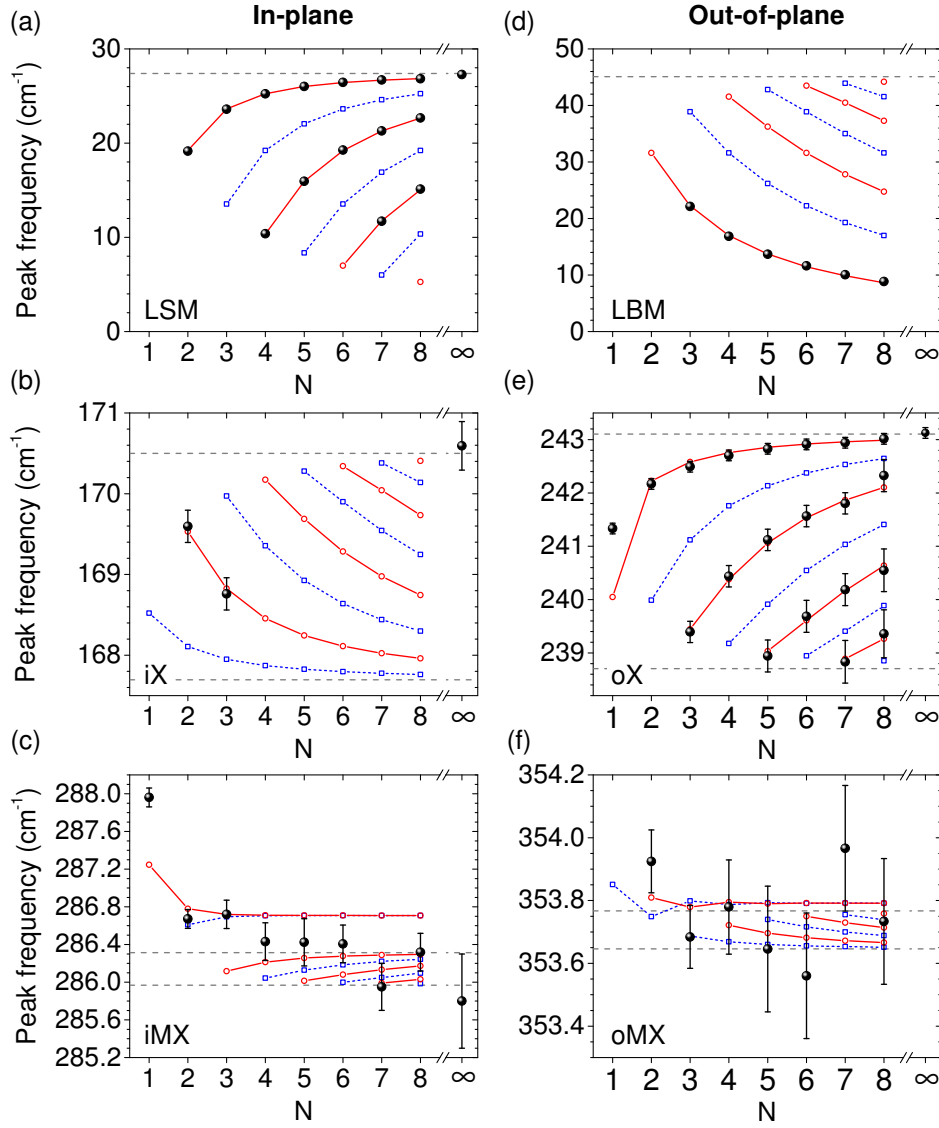 In-plane
Out-of-plane
(a)
Peak frequency (cm⁻¹)
30
20
10
0
LSM
1 2 3 4 5 6 7 8 ∞
N
(d)
50
40
30
20
10
0
LBM
1 2 3 4 5 6 7 8 ∞
N
(b)
Peak frequency (cm⁻¹)
171
170
169
168
iX
1 2 3 4 5 6 7 8 ∞
N
(e)
243
242
241
240
239
oX
1 2 3 4 5 6 7 8 ∞
N
(c)
Peak frequency (cm⁻¹)
288.0
287.6
287.2
286.8
286.4
286.0
285.6
285.2
iMX
1 2 3 4 5 6 7 8 ∞
N
(f)
354.2
354.0
353.8
353.6
353.4
oMX
1 2 3 4 5 6 7 8 ∞
N